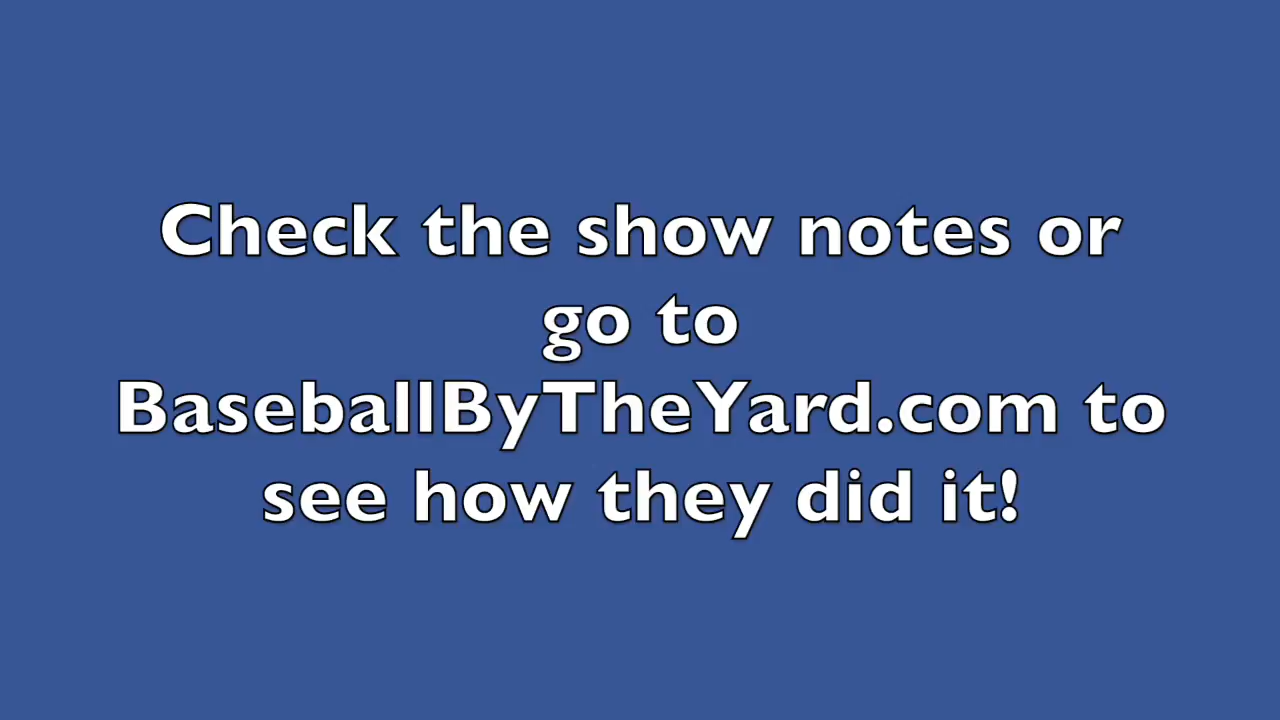 Check the show notes or
go to
BaseballByTheYard.com to
see how they did it!